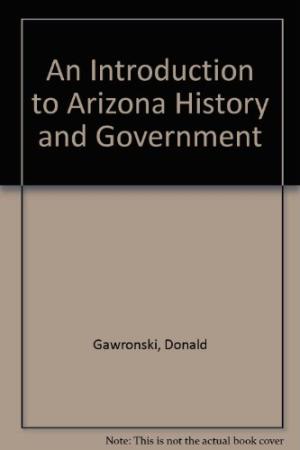 An Introduction
to Arizona History
and Government
Gawronski, Donald
Note: This is not the actual book cover